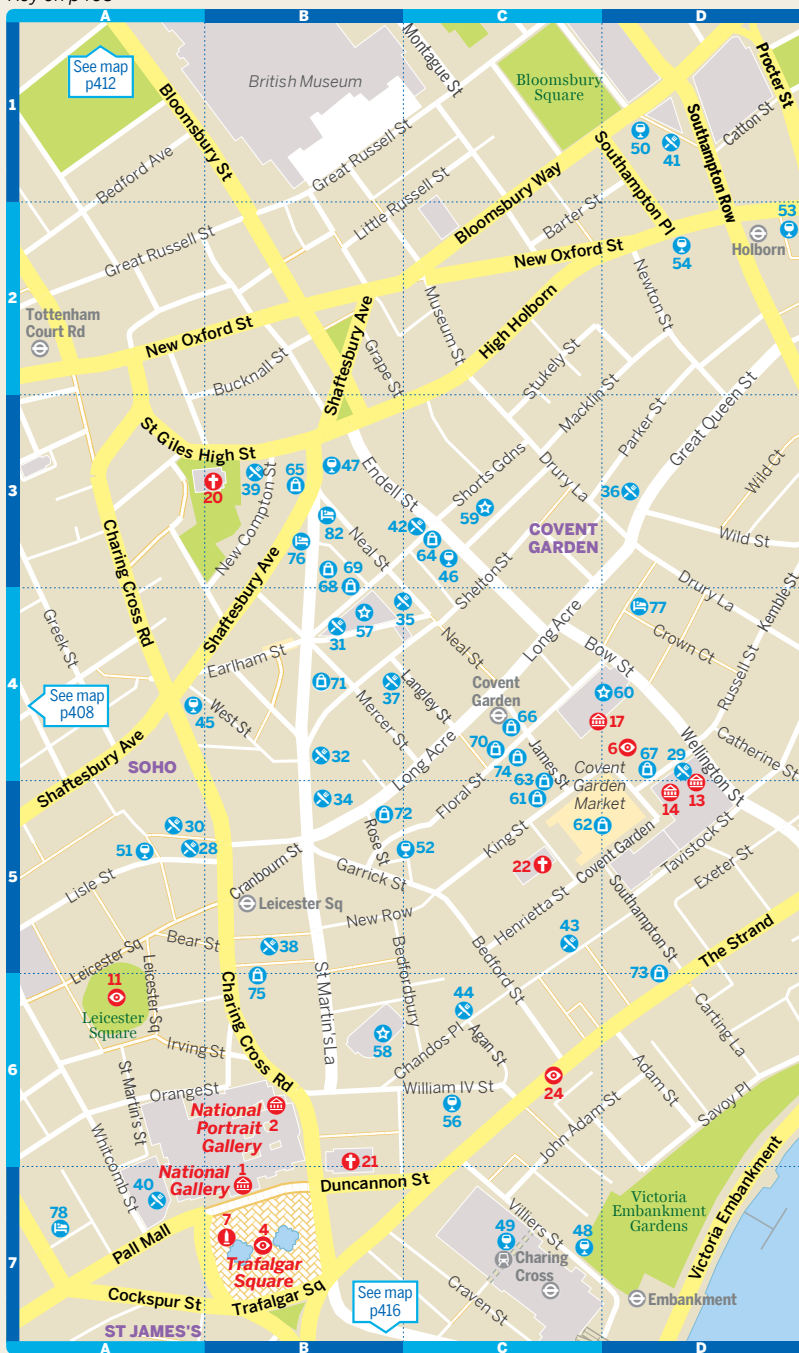 A
B
C
D
See map
p412
British Museum
Montague St
Bloomsbury
Square
Procter St
1
Bloomsbury St
Bedford Ave
Great Russell St
Southampton Row
Catton St
50
41
Southampton Pl
Bloomsbury Way
Little Russell St
Barter St
53
Holborn
Great Russell St
New Oxford St
54
2
Tottenham
Court Rd
New Oxford St
Shaftesbury Ave
Museum St
High Holborn
Newton St
Bucknall St
Grape St
Stukely St
Macklin St
Parker St
Great Queen St
St Giles High St
3
20
39
65
47
New Compton St
Endell St
Shorts Gdns
Drury La
36
Wild Ct
82
42
59
COVENT
GARDEN
Wild St
76
64
46
Charing Cross Rd
Shaftesbury Ave
Neal St
69
68
Shelton St
Drury La
Kemble St
Greek St
57
35
77
31
Neal St
Long Acre
Bow St
Crown Ct
Russell St
Earlham St
4
See map
p408
71
37
Langley St
Covent
Garden
60
45
West St
Mercer St
66
17
6
Wellington St
Catherine St
SOHO
32
Long Acre
70
74
James St
67
29
Shaftesbury Ave
Floral St
63
Covent
Garden
Market
34
61
14
13
72
Rose St
30
62
51
28
52
King St
Covent Garden
Tavistock St
5
Cranbourn St
Garrick St
22
Exeter St
Lisle St
Leicester Sq
Henrietta St
Southampton St
New Row
Leicester Sq
Bear St
38
43
The Strand
11
75
Bedfordbury
Bedford St
73
Leicester
Square
Leicester Sq
Charing Cross Rd
St Martin's La
44
Carting La
Irving St
58
Chandos Pl
Agan St
6
St Martin's St
Orange St
24
Adam St
William IV St
Savoy Pl
National
Portrait
Gallery
2
56
John Adam St
Whitcomb St
21
National
Gallery
1
Duncannon St
40
78
Villiers St
Victoria
Embankment
Gardens
Victoria Embankment
Pall Mall
7
4
49
48
7
Trafalgar
Square
Charing
Cross
Cockspur St
Trafalgar Sq
See map
p416
Craven St
Embankment
ST JAMES'S
A
B
C
D